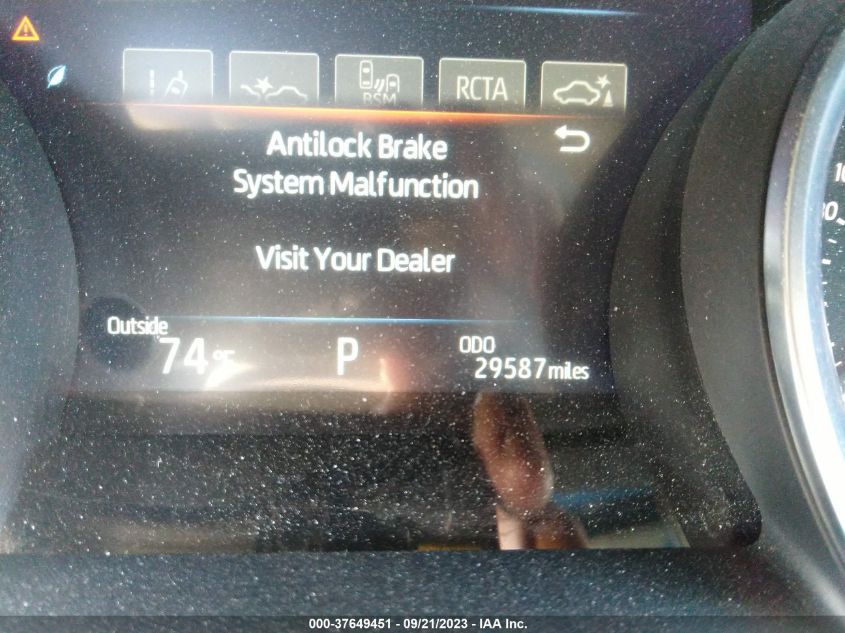 BSM
RCTA
Antilock Brake
System Malfunction
Visit Your Dealer
Outside
74°F
P
ODO
29587 miles
000-37649451 - 09/21/2023 - IAA Inc.